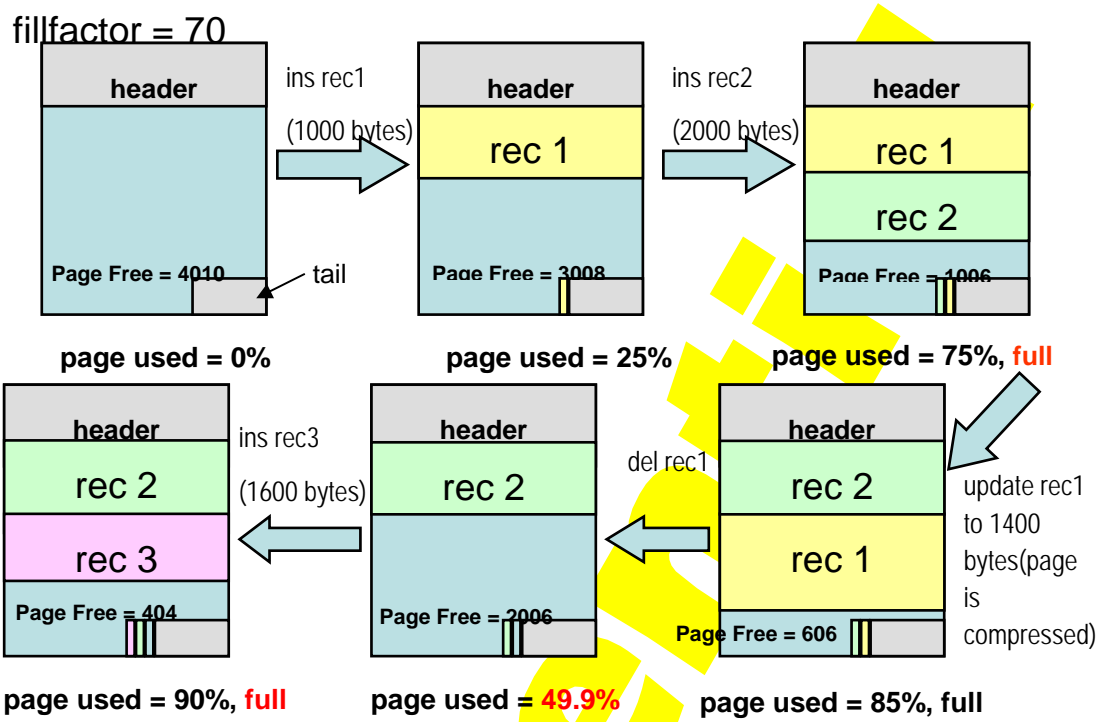 fillfactor = 70
header
Page Free = 4010
tail
page used = 0%
ins rec1
(1000 bytes)
header
rec 1
Page Free = 3008
page used = 25%
ins rec2
(2000 bytes)
header
rec 1
rec 2
Page Free = 1006
page used = 75%, full
update rec1
to 1400
bytes(page
is
compressed)
header
rec 2
rec 1
Page Free = 606
page used = 85%, full
del rec1
header
rec 2
Page Free = 2006
page used = 49.9%
ins rec3
(1600 bytes)
header
rec 2
rec 3
Page Free = 404
page used = 90%, full